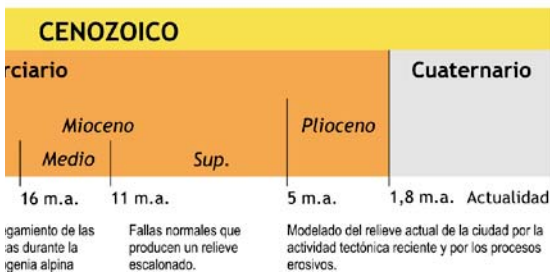 CENOZOICO
rciario
Cuaternario
Mioceno
Plioceno
Medio
Sup.
16 m.a.
11 m.a.
5 m.a.
1,8 m.a. Actualidad
egamiento de las
cas durante la
ogenia alpina
Fallas normales que
producen un relieve
escalonado.
Modelado del relieve actual de la ciudad por la
actividad tectónica reciente y por los procesos
erosivos.